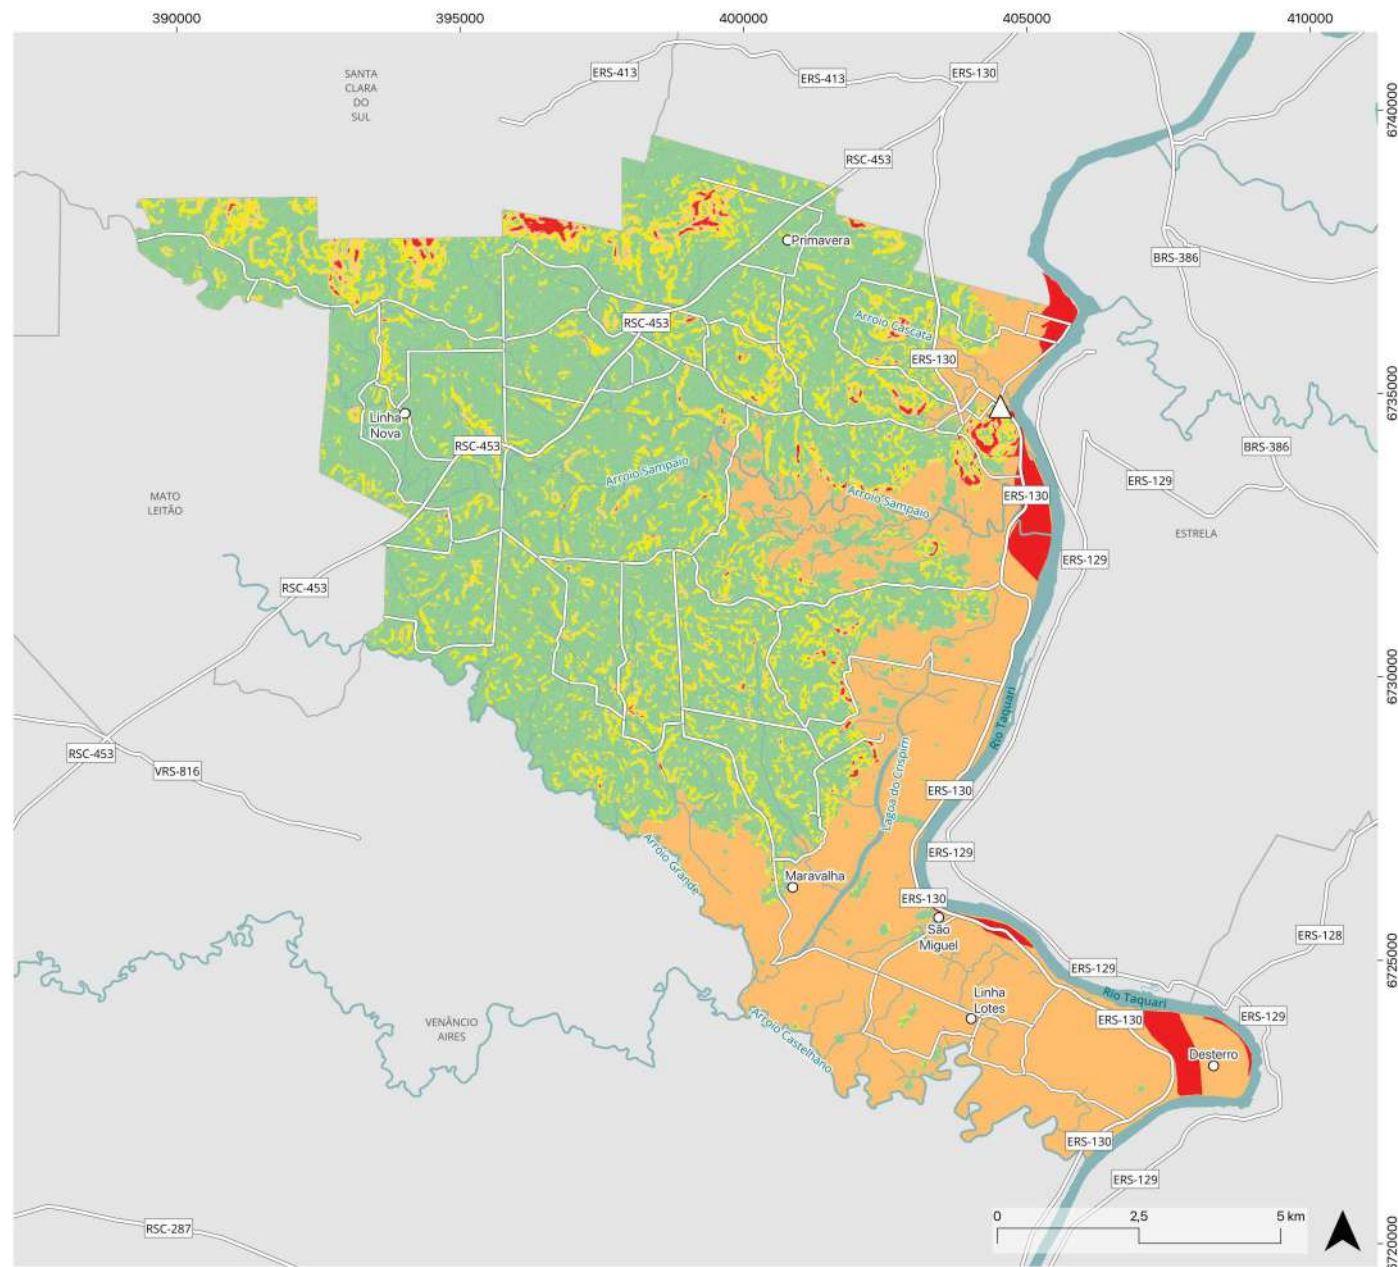 390000
395000
400000
405000
410000
SANTA
CLARA
DO
SUL
ERS-413
ERS-413
ERS-130
6740000
RSC-453
Primavera
BRS-386
RSC-453
Arroio Cascata
ERS-130
6735000
Linha
Nova
RSC-453
BRS-386
Arroio Sampaio
ERS-129
MATO
LEITÃO
Arroio Sampaio
ERS-130
ESTRELA
ERS-129
RSC-453
6730000
Rio Taquari
RSC-453
VRS-816
Lagoa do Crispim
ERS-130
Arroio Grande
ERS-129
Maravalha
ERS-130
São
Miguel
ERS-128
6725000
ERS-129
Linha
Lotes
Rio Taquari
VENÂNCIO
AIRES
Arroio Castelhano
ERS-130
ERS-129
Desterro
ERS-130
ERS-129
RSC-287
0
2,5
5 km
6720000